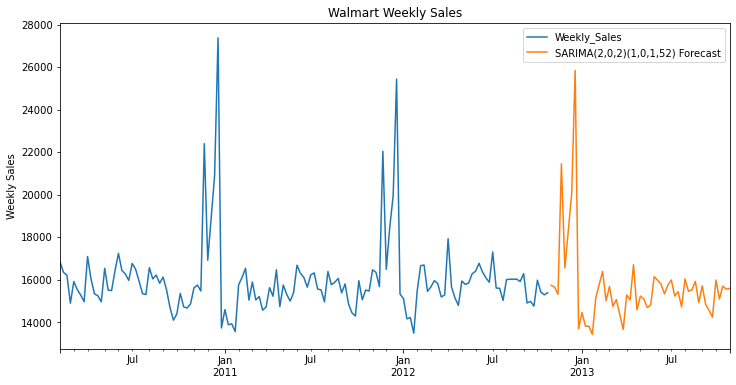 Walmart Weekly Sales
28000
26000
24000
22000
20000
18000
16000
14000
Weekly Sales
Weekly_Sales
SARIMA(2,0,2)(1,0,1,52) Forecast
Jul
Jan
2011
Jul
Jan
2012
Jul
Jan
2013
Jul